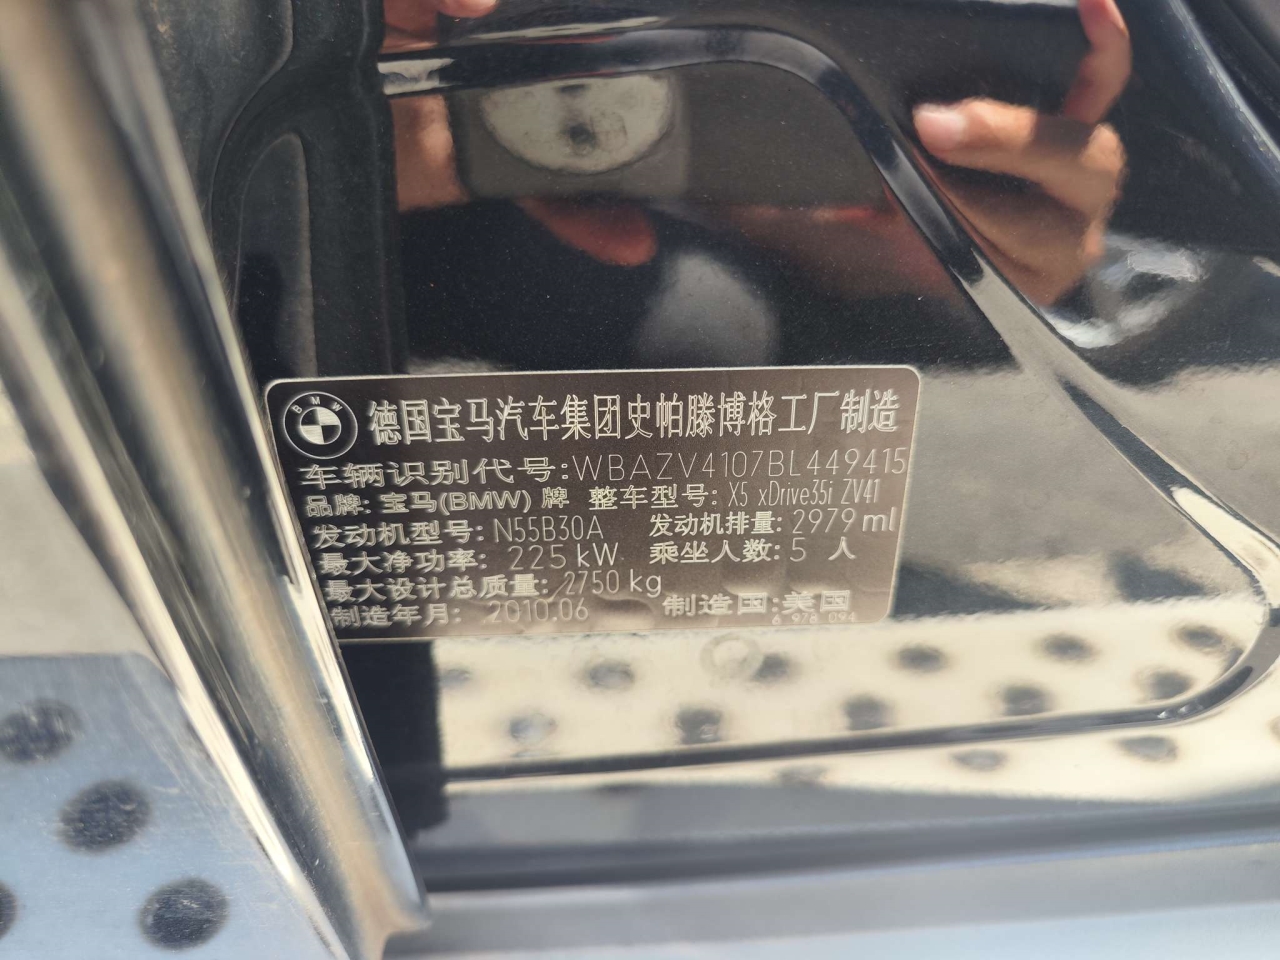 BMW
德国宝马汽车集团史帕滕博格工厂制造
车辆识别代号:WBAZV4107BL449415
品牌: 宝马(BMW) 牌 整车型号: X5 xDrive35i ZV41
发动机型号: N55B30A 发动机排量: 2979 ml
最大净功率: 225 kW 乘坐人数: 5 人
最大设计总质量: 2750 kg
制造年月: 2010.06 制造国:美国
6 978 094